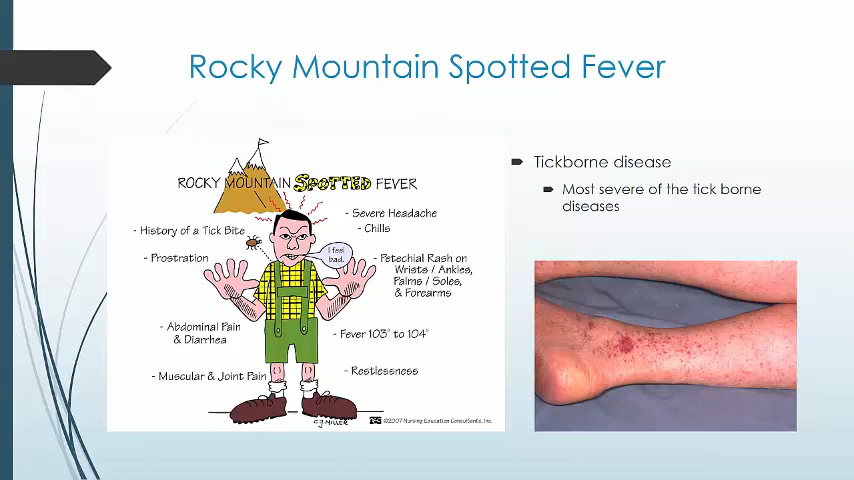 Rocky Mountain Spotted Fever
ROCKY MOUNTAIN SPOTTED FEVER
- History of a Tick Bite
- Prostration
- Abdominal Pain
& Diarrhea
- Muscular & Joint Pain
I feel
bad.
- Severe Headache
- Chills
- Petechial Rash on
Wrists / Ankles,
Palms / Soles,
& Forearms
- Fever 103° to 104°
- Restlessness
C.J. MILLER
NEC ©2007 Nursing Education Consultants, Inc.
Tickborne disease
Most severe of the tick borne
diseases